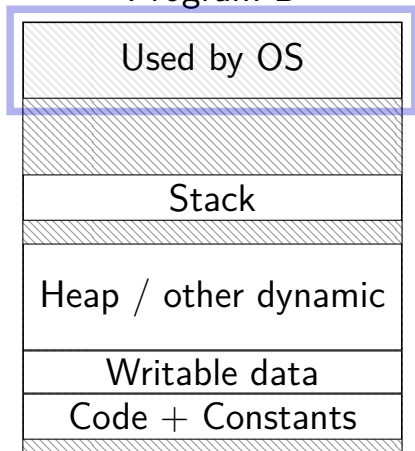 Used by OS
Stack
Heap / other dynamic
Writable data
Code + Constants